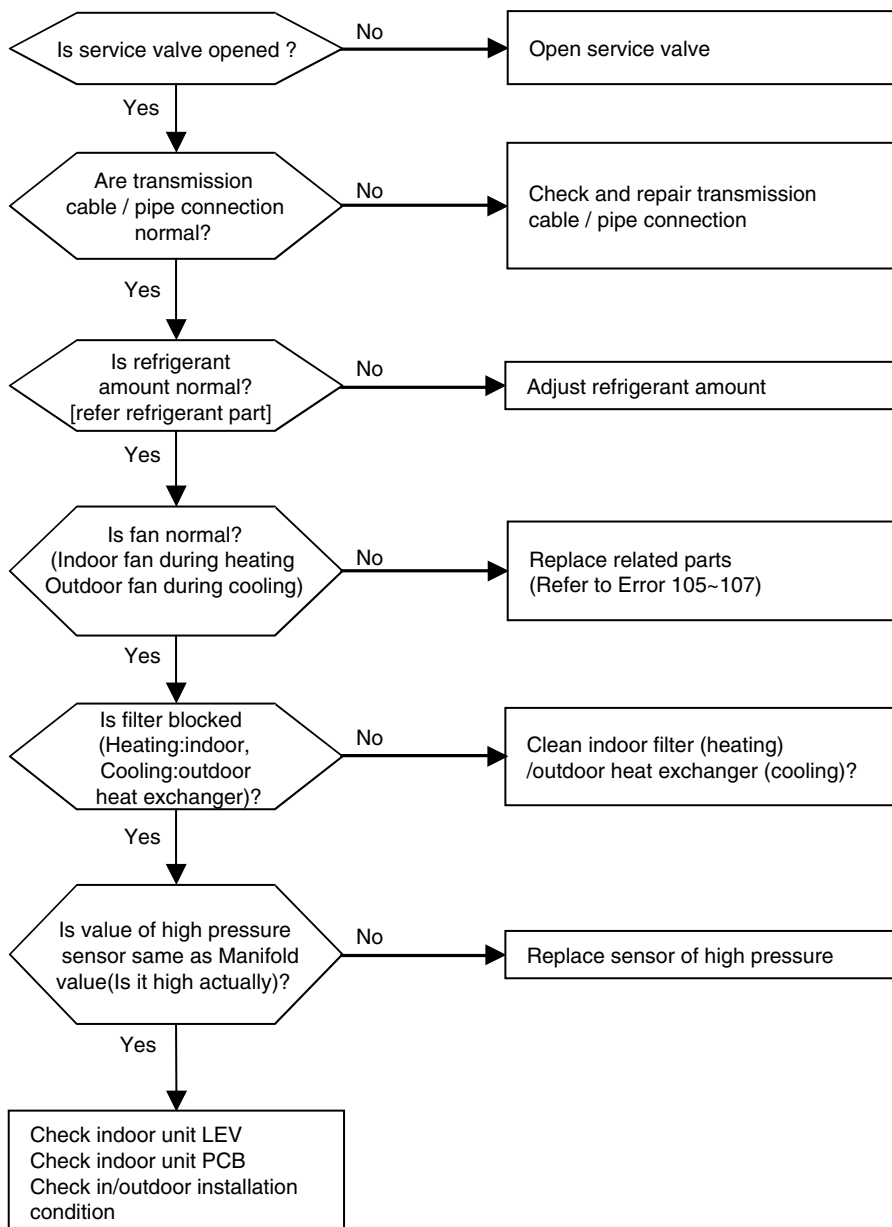 Is service valve opened ?
No
Open service valve
Yes
Are transmission
cable / pipe connection
normal?
No
Check and repair transmission
cable / pipe connection
Yes
Is refrigerant
amount normal?
[refer refrigerant part]
No
Adjust refrigerant amount
Yes
Is fan normal?
(Indoor fan during heating
Outdoor fan during cooling)
No
Replace related parts
(Refer to Error 105~107)
Yes
Is filter blocked
(Heating:indoor,
Cooling:outdoor
heat exchanger)?
No
Clean indoor filter (heating)
/outdoor heat exchanger (cooling)?
Yes
Is value of high pressure
sensor same as Manifold
value(Is it high actually)?
No
Replace sensor of high pressure
Yes
Check indoor unit LEV
Check indoor unit PCB
Check in/outdoor installation
condition